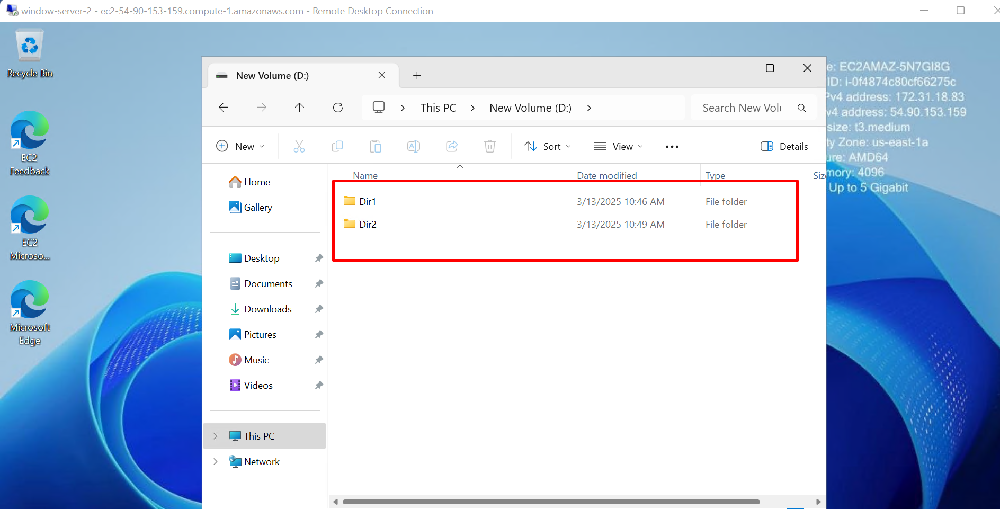 window-server-2 - ec2-54-90-153-159.compute-1.amazonaws.com - Remote Desktop Connection
Recycle Bin
EC2
Feedback
EC2
Microso...
Microsoft
Edge
New Volume (D:)
This PC
New Volume (D:)
Search New Volu
New
Sort
View
Details
Home
Gallery
Desktop
Documents
Downloads
Pictures
Music
Videos
This PC
Network
Name
Date modified
Type
Siz
Dir1
3/13/2025 10:46 AM
File folder
Dir2
3/13/2025 10:49 AM
File folder
e: EC2AMAZ-5N7GI8G
ID: i-0f4874c80cf66275c
Pv4 address: 172.31.18.83
v4 address: 54.90.153.159
size: t3.medium
ty Zone: us-east-1a
ure: AMD64
mory: 4096
Up to 5 Gigabit